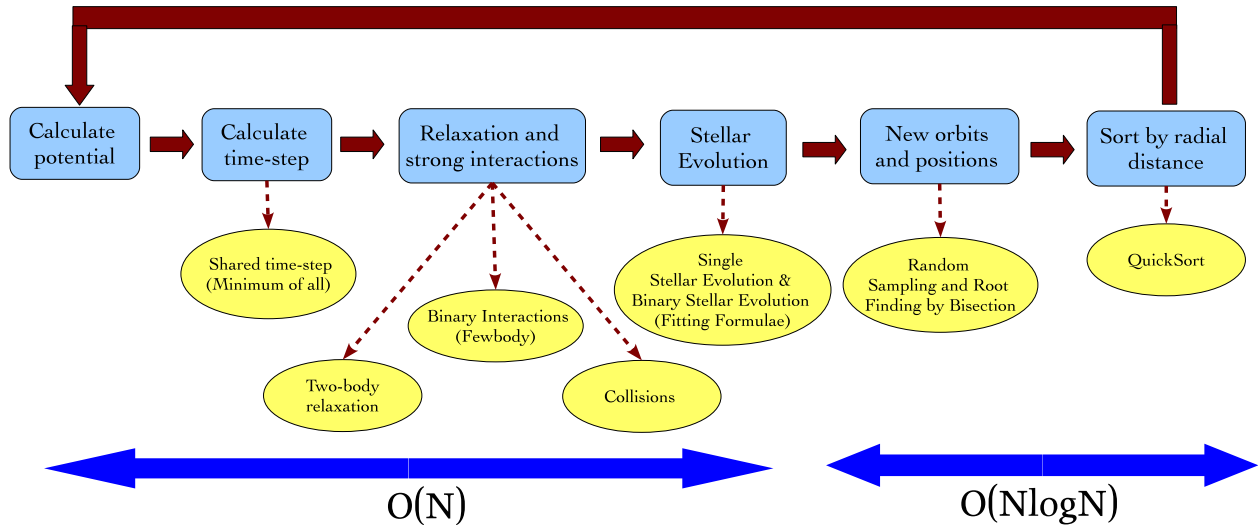 Calculate
potential
Calculate
time-step
Relaxation and
strong interactions
Stellar
Evolution
New orbits
and positions
Sort by radial
distance
Shared time-step
(Minimum of all)
Two-body
relaxation
Binary Interactions
(Fewbody)
Collisions
Single
Stellar Evolution &
Binary Stellar Evolution
(Fitting Formulae)
Random
Sampling and Root
Finding by Bisection
QuickSort
O(N)
O(NlogN)